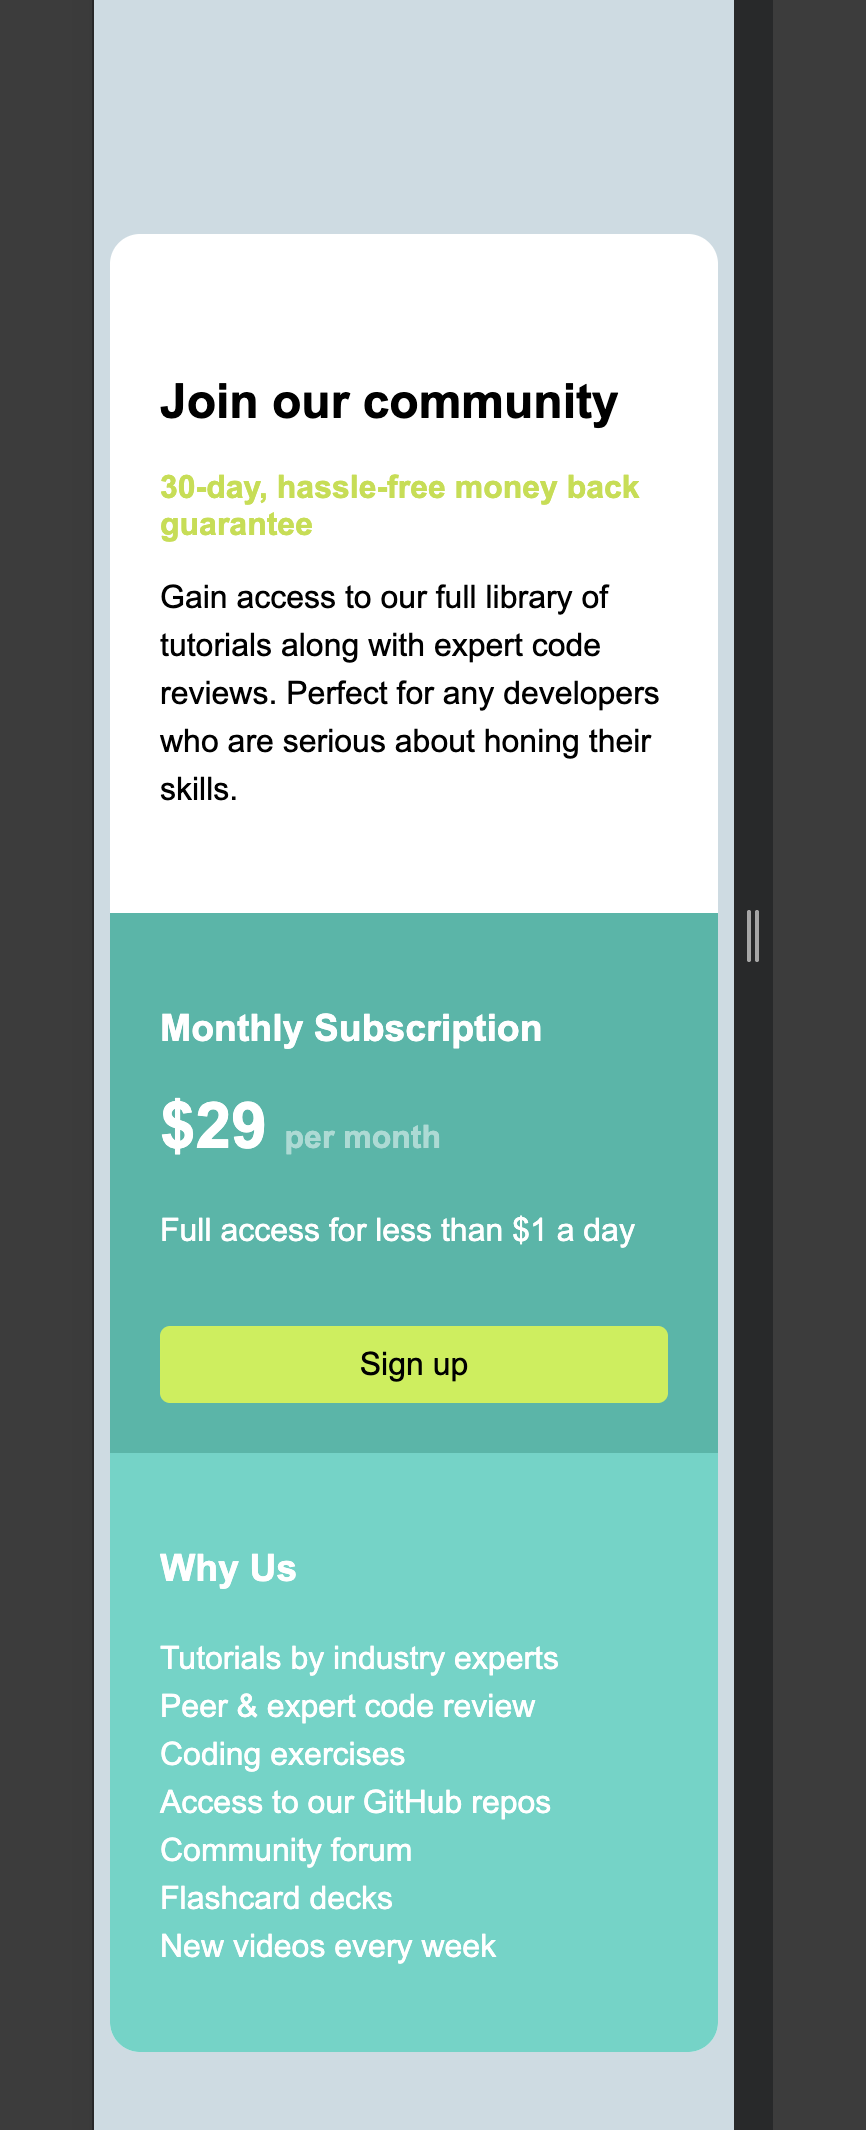 Join our community
30-day, hassle-free money back
guarantee
Gain access to our full library of
tutorials along with expert code
reviews. Perfect for any developers
who are serious about honing their
skills.
Monthly Subscription
$29 per month
Full access for less than $1 a day
Sign up
Why Us
Tutorials by industry experts
Peer & expert code review
Coding exercises
Access to our GitHub repos
Community forum
Flashcard decks
New videos every week